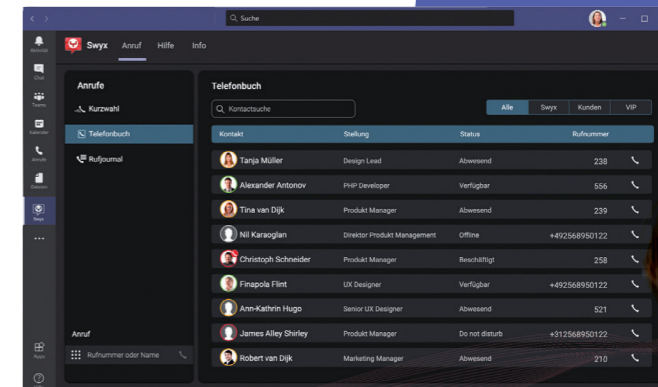 Suche
Swyx Anruf Hilfe Info
Aktivität
Chat
Teams
Kalender
Anrufe
Dateien
Swyx
Apps
Anrufe
Kurzwahl
Telefonbuch
Rufjournal
Anruf
Rufnummer oder Name
Telefonbuch
Kontactsuche
Alle Swyx Kunden VIP
Kontakt Stellung Status Rufnummer
Tanja Müller Design Lead Abwesend 238
Alexander Antonov PHP Developer Verfügbar 556
Tina van Dijk Produkt Manager Abwesend 239
Nil Karaoglan Direktor Produkt Management Offline +492568950122
Christoph Schneider Produkt Manager Beschäftigt 258
Finapola Flint UX Designer Verfügbar +492568950122
Ann-Kathrin Hugo Senior UX Designer Abwesend 521
James Alley Shirley Produkt Manager Do not disturb +312568950122
Robert van Dijk Marketing Manager Abwesend 210